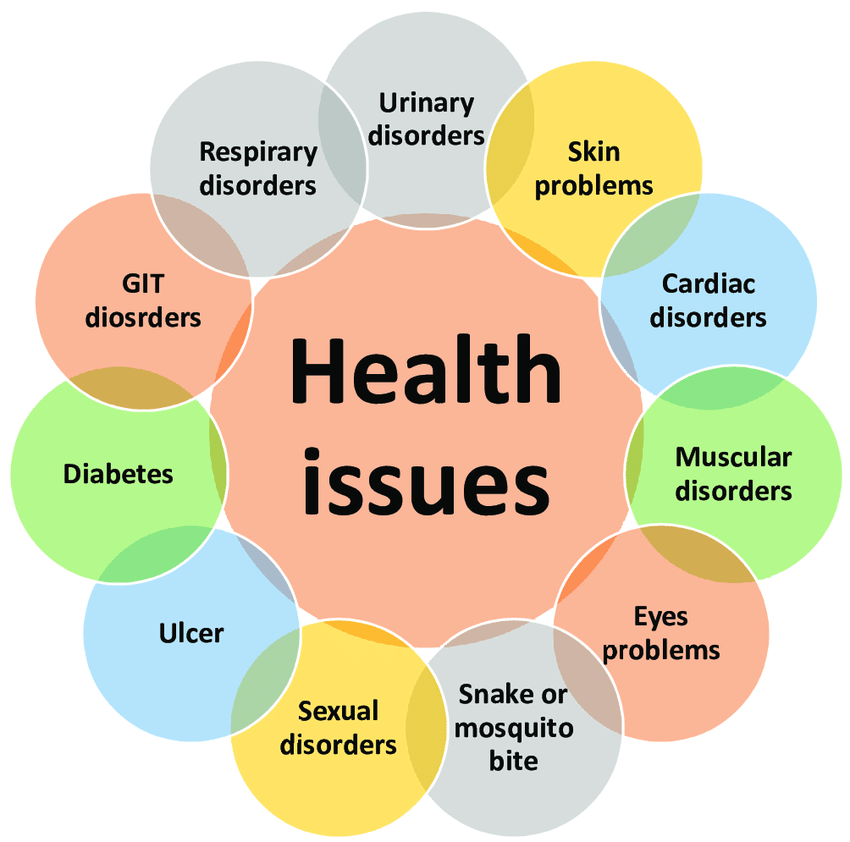 Urinary
disorders
Skin
problems
Cardiac
disorders
Muscular
disorders
Eyes
problems
Snake or
mosquito
bite
Sexual
disorders
Ulcer
Diabetes
GIT
diosrders
Respirary
disorders
Health
issues